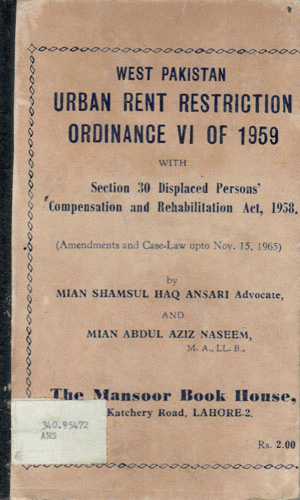 WEST PAKISTAN
URBAN RENT RESTRICTION
ORDINANCE VI OF 1959
WITH
Section 30 Displaced Persons'
Compensation and Rehabilitation Act, 1958.
(Amendments and Case-Law upto Nov. 15, 1965)
by
MIAN SHAMSUL HAQ ANSARI Advocate,
AND
MIAN ABDUL AZIZ NASEEM,
M. A., LL. B.,
The Mansoor Book House,
Katchery Road, LAHORE-2.
340.95472
ANS
Rs. 2.00